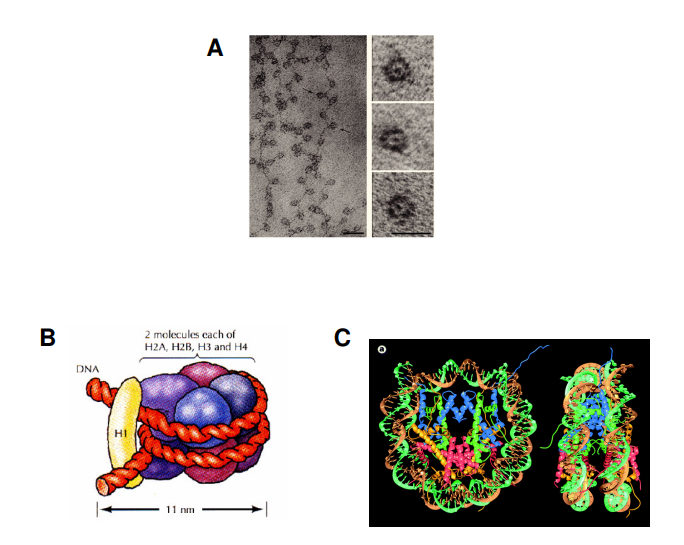 A
B
2 molecules each of
H2A, H2B, H3 and H4
DNA
H1
11 nm
C
a